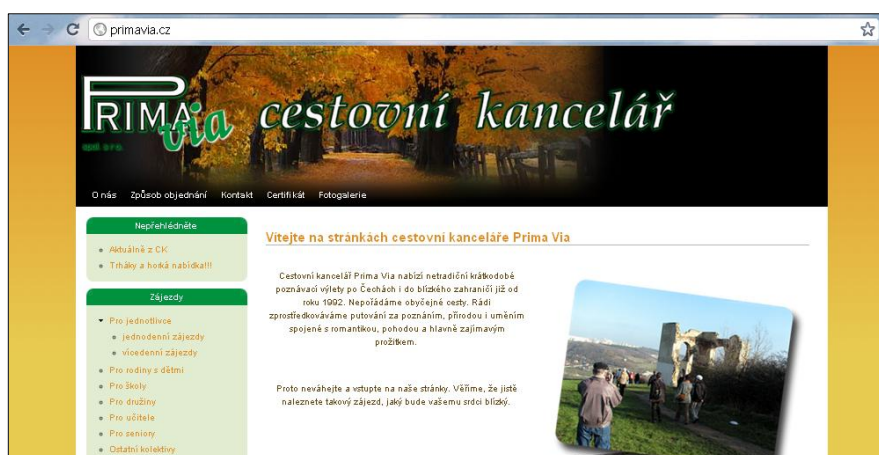 primavia.cz
PRIMA
via
spol. s r.o.
cestovní kancelář
O nás Způsob objednání Kontakt Certifikát Fotogalerie
Nepřehlédněte
Aktuálně z CK
Trháky a horká nabídka!!!
Zájezdy
Pro jednotlivce
jednodenní zájezdy
vícedenní zájezdy
Pro rodiny s dětmi
Pro školy
Pro družiny
Pro učitele
Pro seniory
Ostatní kolektivy
Vítejte na stránkách cestovní kanceláře Prima Via
Cestovní kancelář Prima Via nabízí netradiční krátkodobé
poznávací výlety po Čechách i do blízkého zahraničí již od
roku 1992. Nepořádáme obyčejné cesty. Rádi
zprostředkováváme putování za poznáním, přírodou i uměním
spojené s romantikou, pohodou a hlavně zajímavým
prožitkem.
Proto neváhejte a vstupte na naše stránky. Věříme, že jistě
naleznete takový zájezd, jaký bude vašemu srdci blízký.